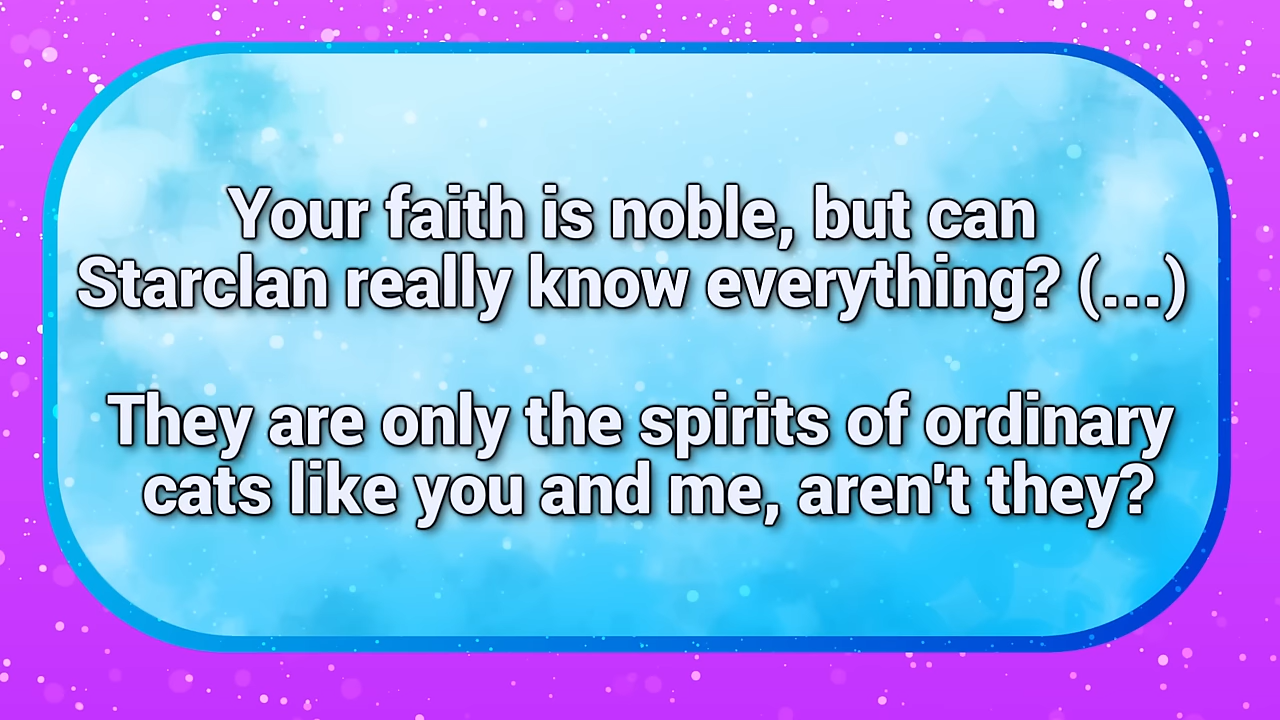 Your faith is noble, but can
Starclan really know everything? (...)
They are only the spirits of ordinary
cats like you and me, aren't they?